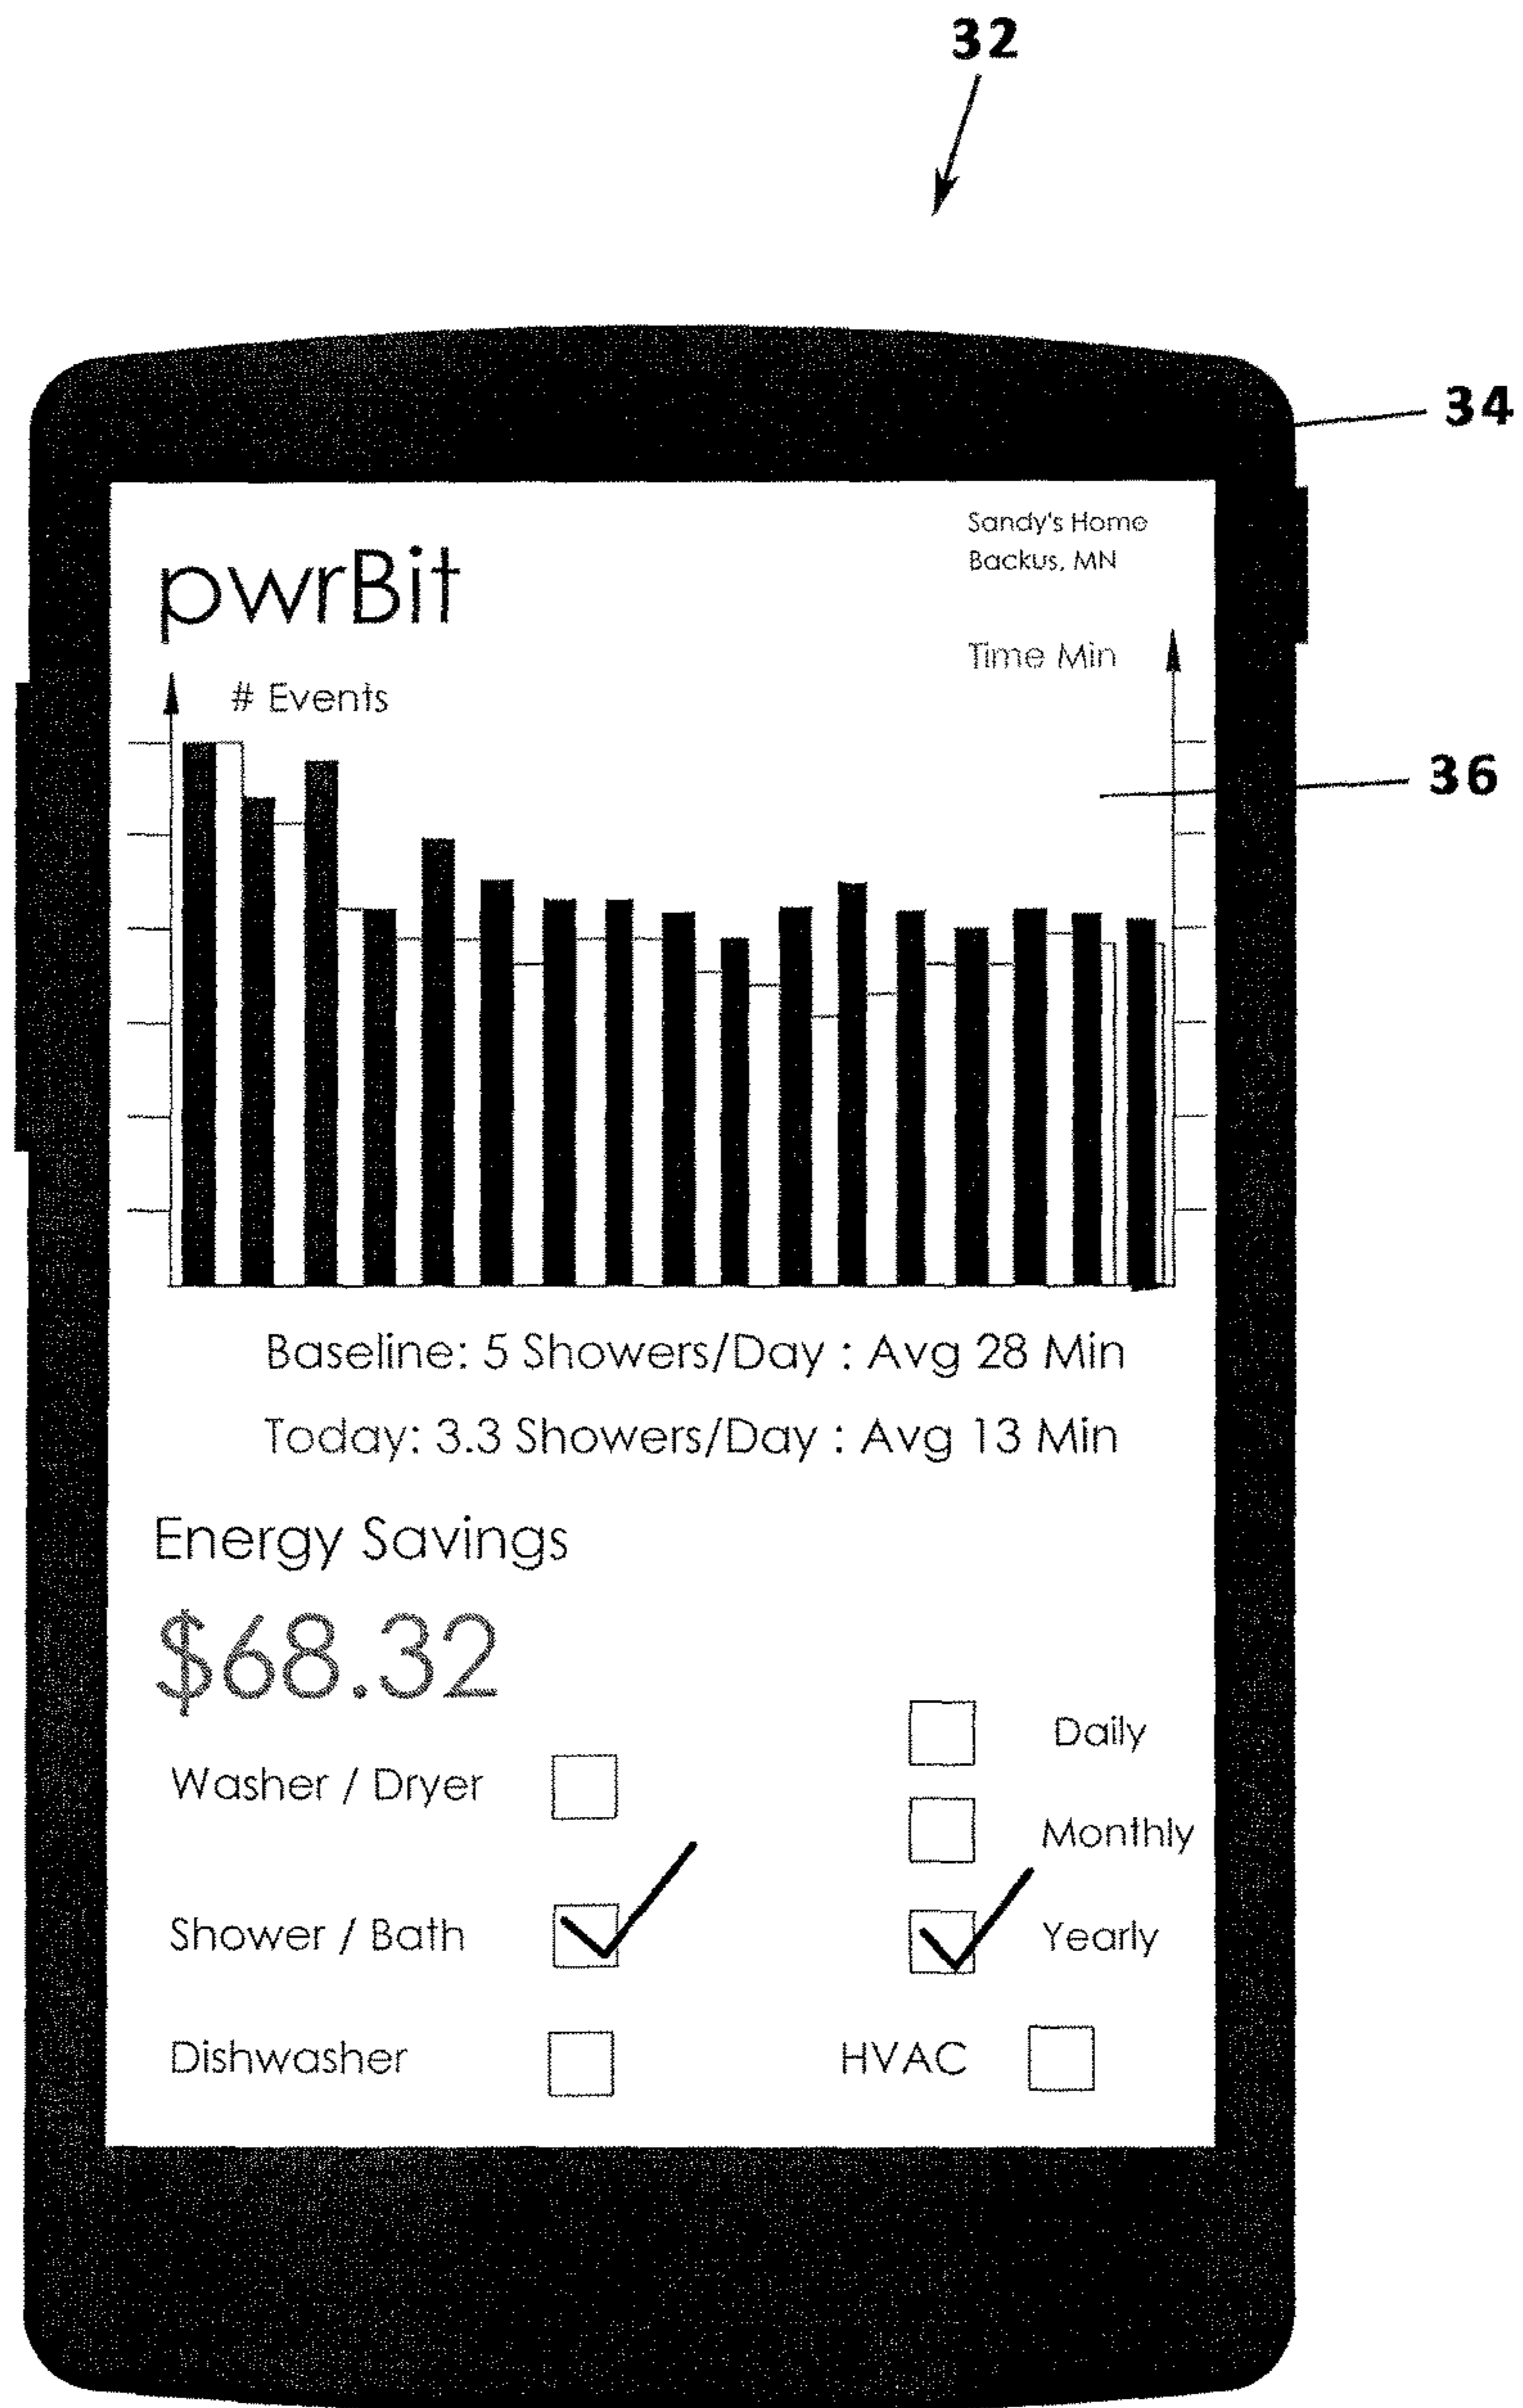 32
34
Sandy's Home
Backus, MN
pwrBit
Time Min
# Events
36
Baseline: 5 Showers/Day : Avg 28 Min
Today: 3.3 Showers/Day : Avg 13 Min
Energy Savings
$68.32
Daily
Washer / Dryer
Monthly
Shower / Bath
Yearly
Dishwasher
HVAC